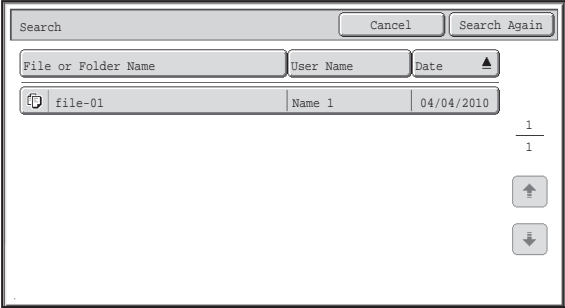 Search Cancel Search Again
File or Folder Name User Name Date
file-01 Name 1 04/04/2010
1
1